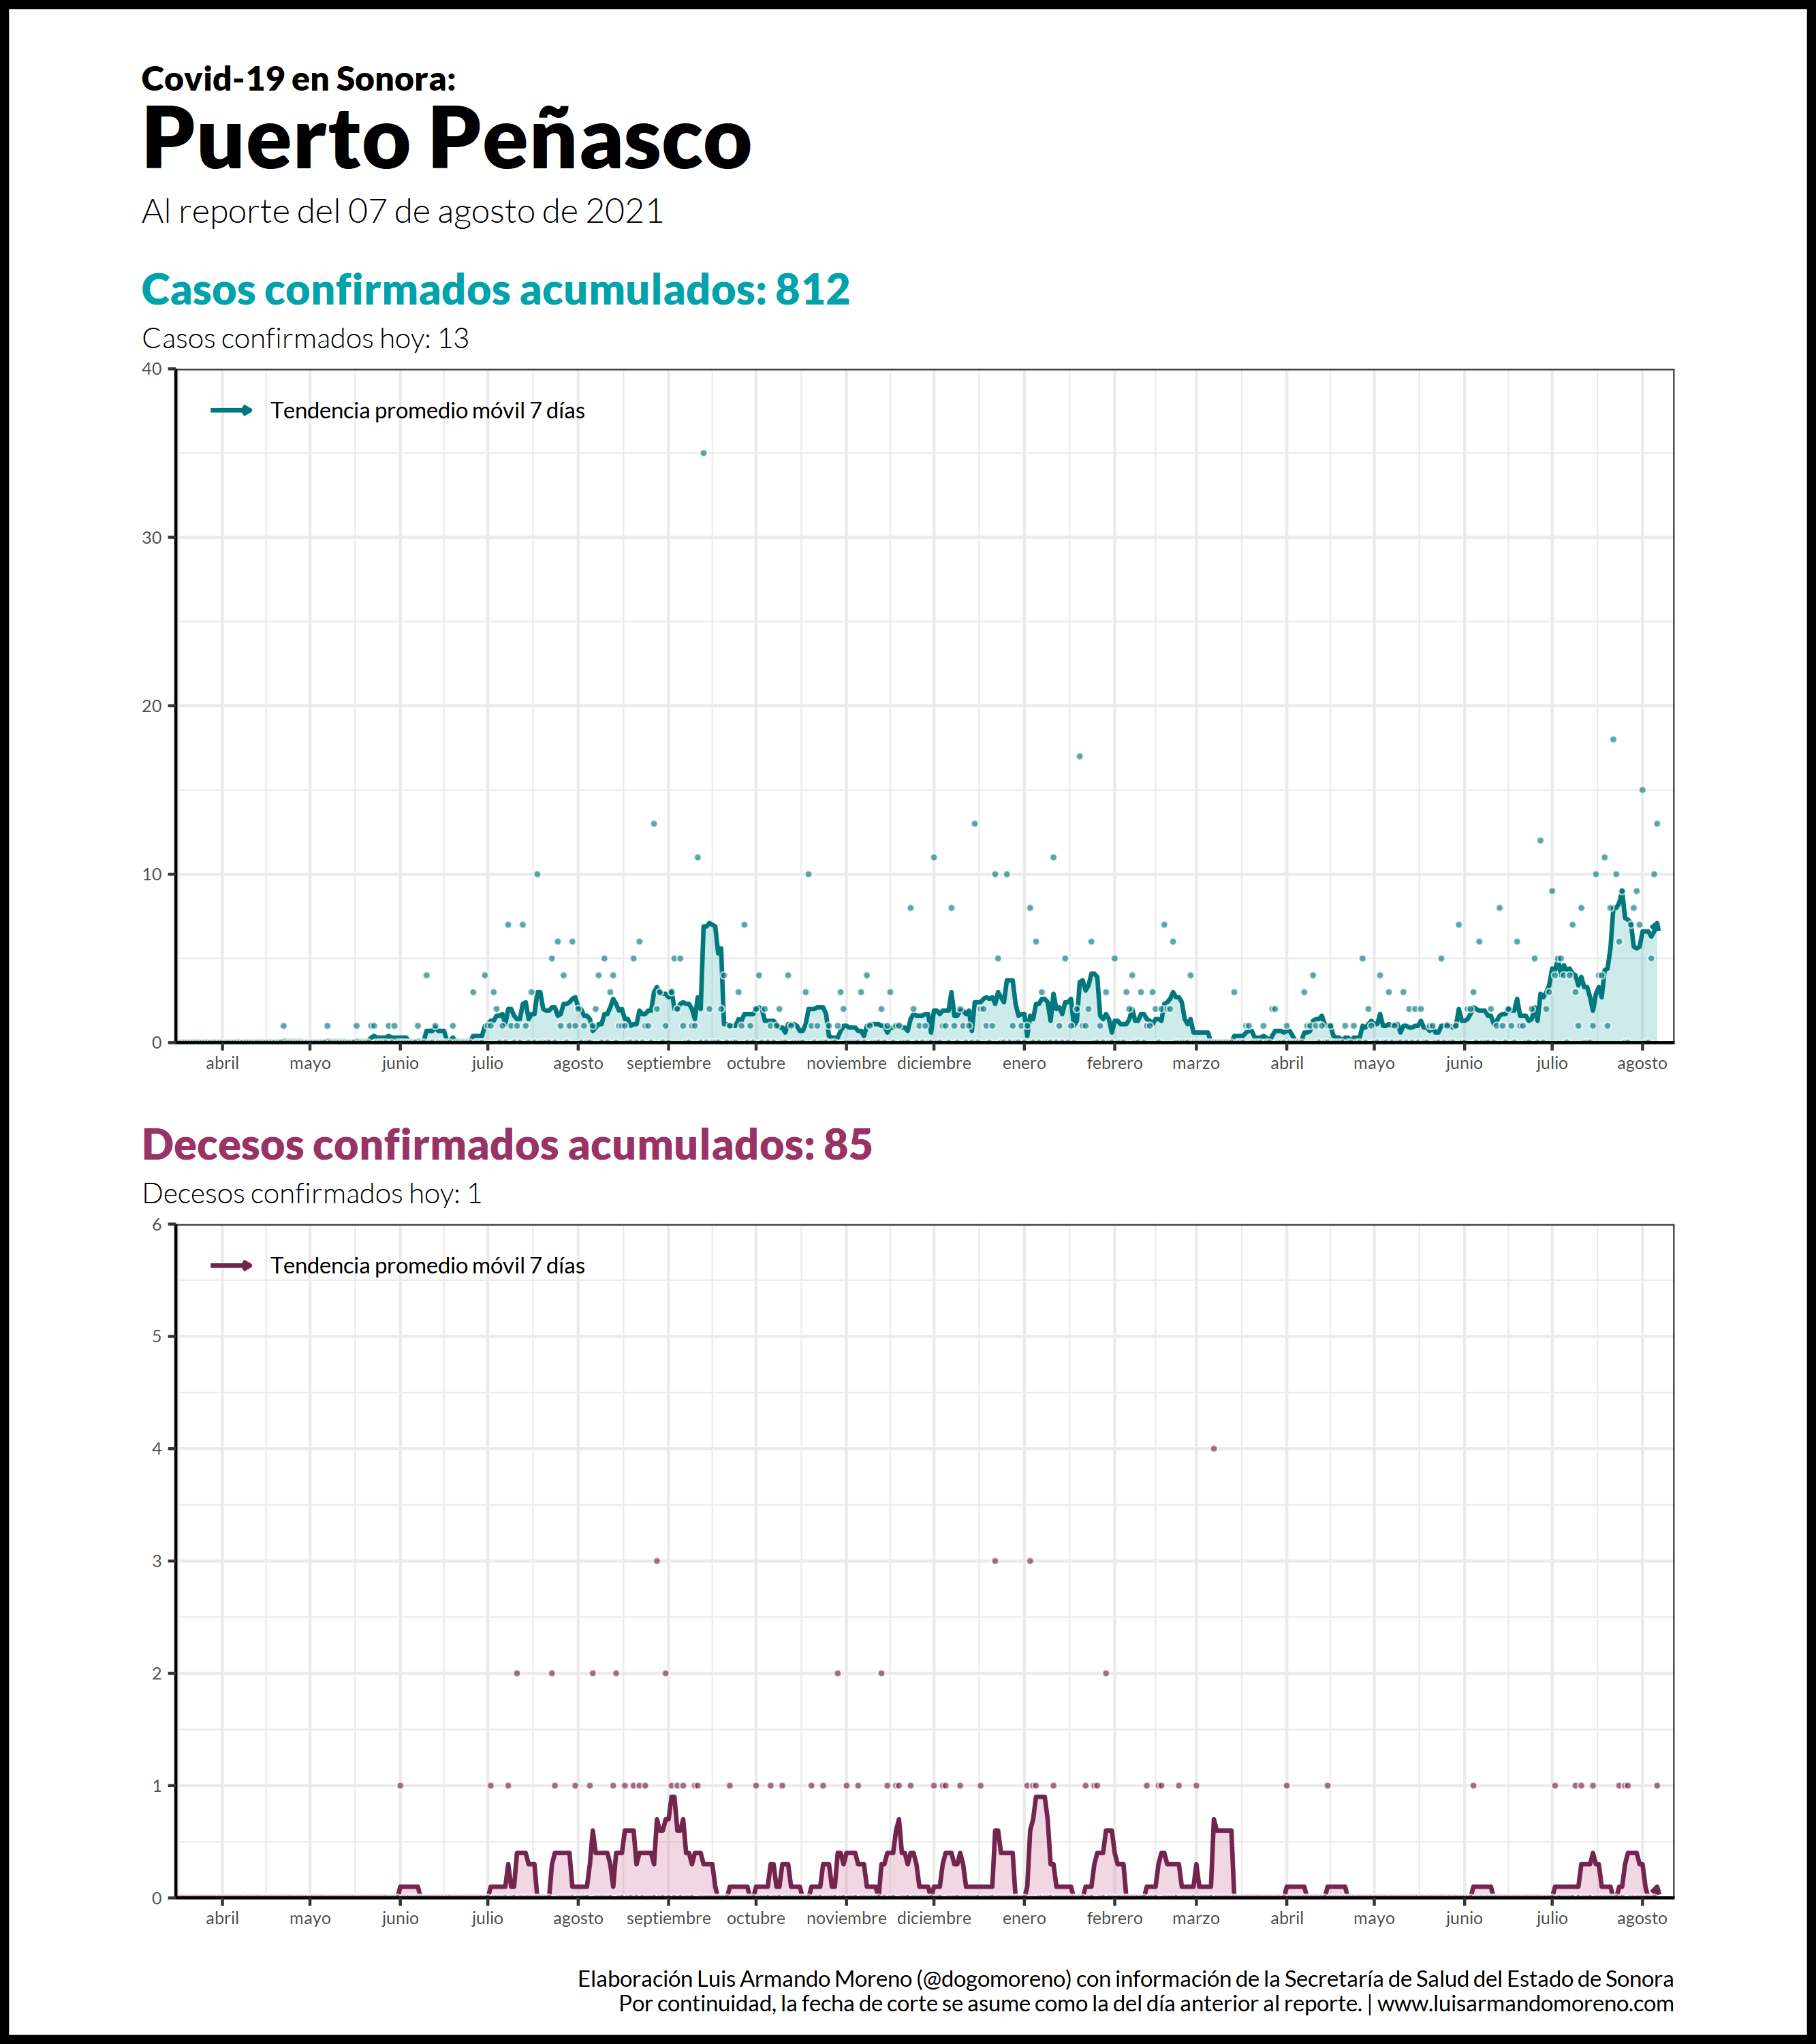 Covid-19 en Sonora:
Puerto Peñasco
Al reporte del 07 de agosto de 2021
Casos confirmados acumulados: 812
Casos confirmados hoy: 13
40
Tendencia promedio móvil 7 días
30
20
10
0
abril mayo junio julio agosto septiembre octubre noviembre diciembre enero febrero marzo abril mayo junio julio agosto
Decesos confirmados acumulados: 85
Decesos confirmados hoy: 1
6
Tendencia promedio móvil 7 días
5
4
3
2
1
0
abril mayo junio julio agosto septiembre octubre noviembre diciembre enero febrero marzo abril mayo junio julio agosto
Elaboración Luis Armando Moreno (@dogomoreno) con información de la Secretaría de Salud del Estado de Sonora
Por continuidad, la fecha de corte se asume como la del día anterior al reporte. | www.luisarmandomoreno.com